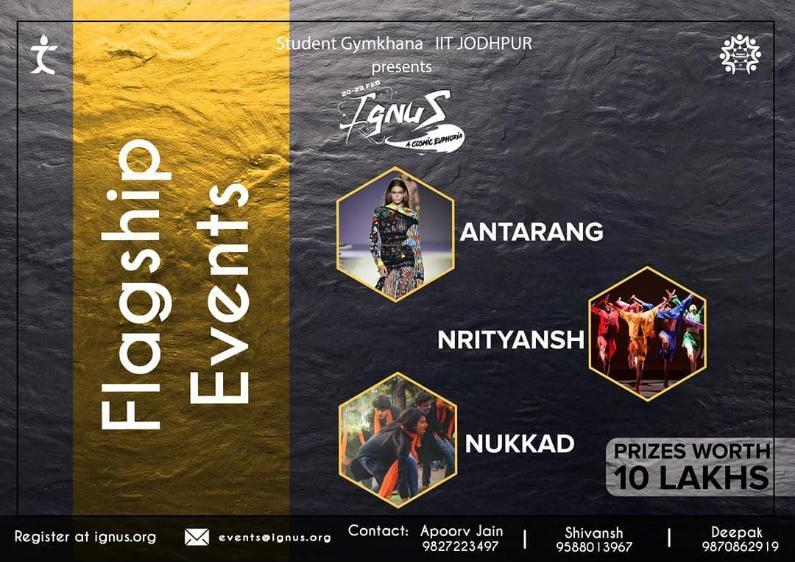 Student Gymkhana IIT JODHPUR
presents
20-23 FEB
IgnuS
A COSMIC EUPHORIA
Flagship
Events
ANTARANG
NRITYANSH
NUKKAD
PRIZES WORTH
10 LAKHS
Register at ignus.org
events@ignus.org
Contact: Apoorv Jain
9827223497
Shivansh
9588013967
Deepak
9870862919